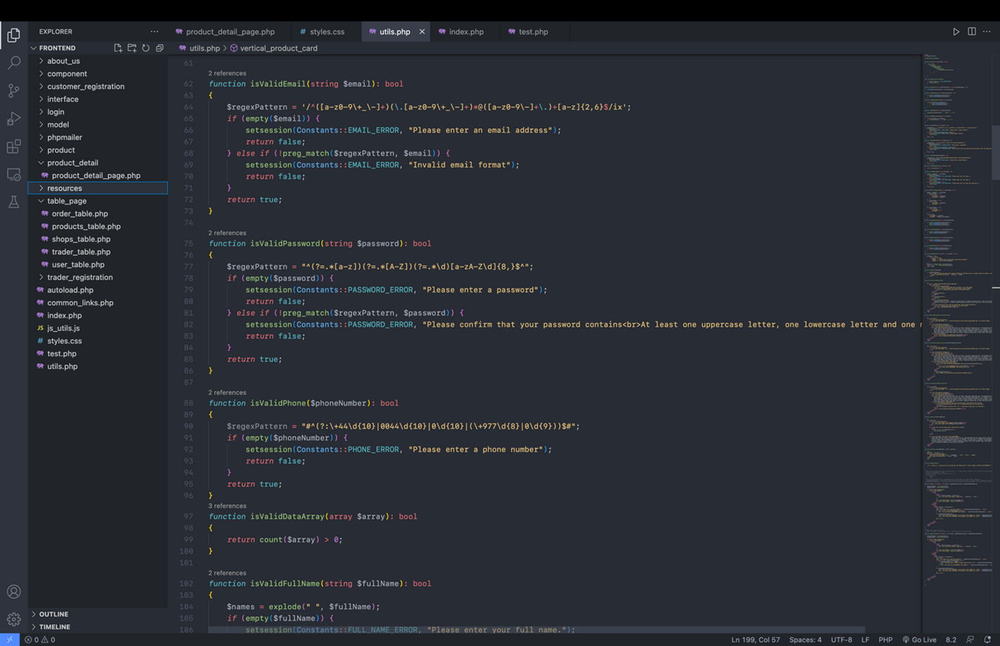 EXPLORER
FRONTEND
about_us
component
customer_registration
interface
login
model
phpmailer
product
product_detail
product_detail_page.php
resources
table_page
order_table.php
products_table.php
shops_table.php
trader_table.php
user_table.php
trader_registration
autoload.php
common_links.php
index.php
JS js_utils.js
# styles.css
test.php
utils.php
OUTLINE
TIMELINE
product_detail_page.php # styles.css utils.php × index.php test.php
utils.php > vertical_product_card
61
2 references
62 function isValidEmail(string $email): bool
63 {
64 $regexPattern = '/^([a-z0-9\+_\-]+)(\.[a-z0-9\+_\-]+)*@([a-z0-9\-]+\.)+[a-z]{2,6}$/ix';
65 if (empty($email)) {
66 setsession(Constants::EMAIL_ERROR, "Please enter an email address");
67 return false;
68 } else if (!preg_match($regexPattern, $email)) {
69 setsession(Constants::EMAIL_ERROR, "Invalid email format");
70 return false;
71 }
72 return true;
73 }
74
2 references
75 function isValidPassword(string $password): bool
76 {
77 $regexPattern = "^(?=.*[a-z])(?=.*[A-Z])(?=.*\d)[a-zA-Z\d]{8,}$^";
78 if (empty($password)) {
79 setsession(Constants::PASSWORD_ERROR, "Please enter a password");
80 return false;
81 } else if (!preg_match($regexPattern, $password)) {
82 setsession(Constants::PASSWORD_ERROR, "Please confirm that your password contains<br>At least one uppercase letter, one lowercase letter and one
83 return false;
84 }
85 return true;
86 }
87
2 references
88 function isValidPhone($phoneNumber): bool
89 {
90 $regexPattern = "#^(?:\+44\d{10}|0044\d{10}|0\d{10}|(\+977\d{8}|0\d{9}))$#";
91 if (empty($phoneNumber)) {
92 setsession(Constants::PHONE_ERROR, "Please enter a phone number");
93 return false;
94 }
95 return true;
96 }
3 references
97 function isValidDataArray(array $array): bool
98 {
99 return count($array) > 0;
100 }
101
2 references
102 function isValidFullName(string $fullName): bool
103 {
104 $names = explode(" ", $fullName);
105 if (empty($fullName)) {
106 setsession(Constants::FULL_NAME_ERROR, "Please enter your full name.");
0 0 Ln 199, Col 57 Spaces: 4 UTF-8 LF PHP Go Live 8.2